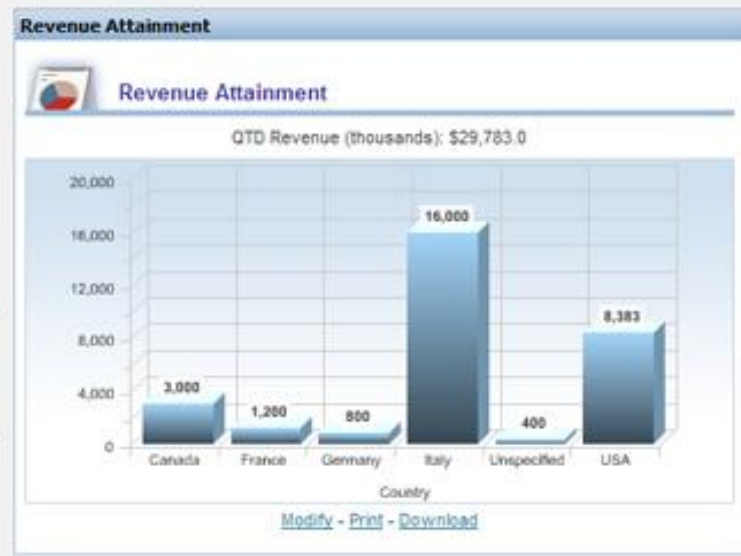 Revenue Attainment
Revenue Attainment
QTD Revenue (thousands): $29,783.0
20,000
16,000
12,000
8,000
4,000
0
3,000
1,200
800
16,000
400
8,383
Canada France Germany Italy Unspecified USA
Country
Modify - Print - Download